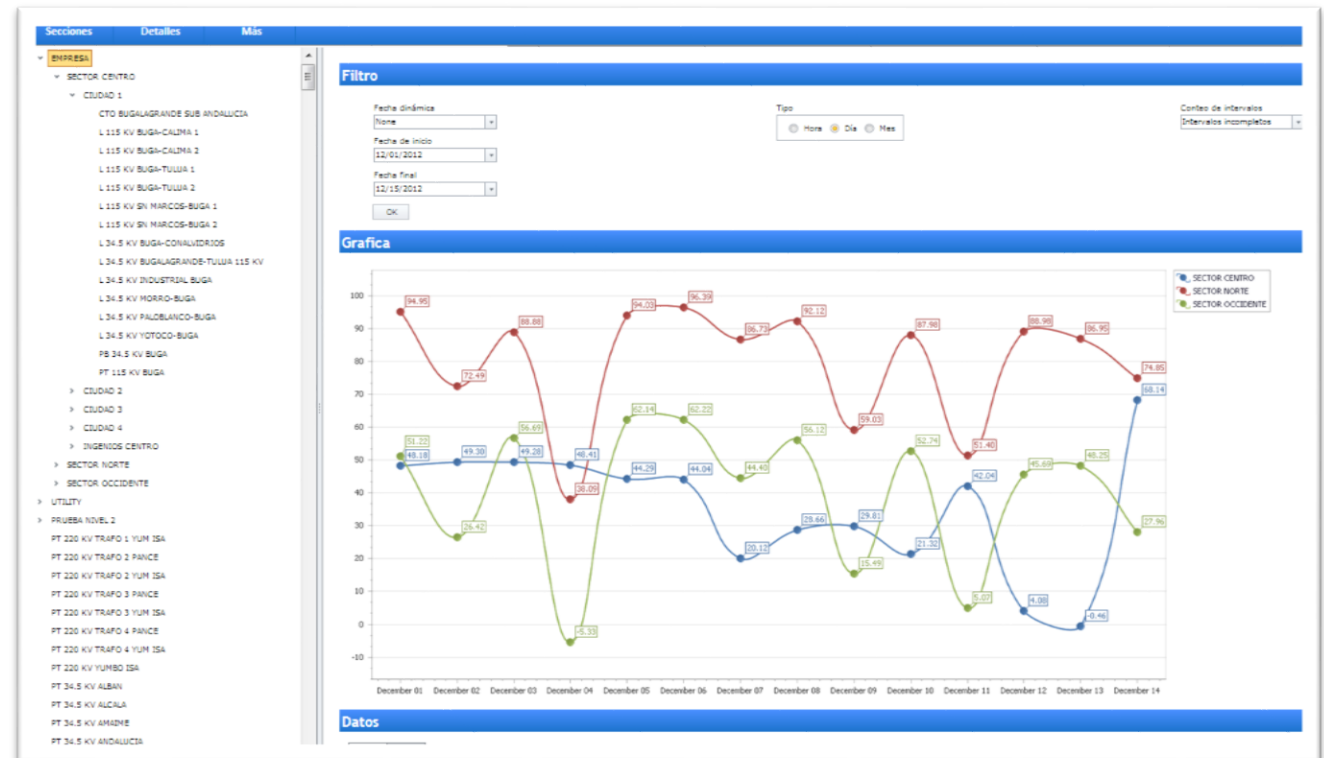 Secciones Detalles Más
EMPRESA
SECTOR CENTRO
CIUDAD 1
CTO BUGALAGRANDE SUB ANDALUCIA
L 115 KV BUGA-CALIMA 1
L 115 KV BUGA-CALIMA 2
L 115 KV BUGA-TULUA 1
L 115 KV BUGA-TULUA 2
L 115 KV SN MARCOS-BUGA 1
L 115 KV SN MARCOS-BUGA 2
L 34.5 KV BUGA-CONALVIDRIOS
L 34.5 KV BUGALAGRANDE-TULUA 115 KV
L 34.5 KV INDUSTRIAL BUGA
L 34.5 KV MORRO-BUGA
L 34.5 KV PALOBLANCO-BUGA
L 34.5 KV YOTOCO-BUGA
PB 34.5 KV BUGA
PT 115 KV BUGA
CIUDAD 2
CIUDAD 3
CIUDAD 4
INGENIOS CENTRO
SECTOR NORTE
SECTOR OCCIDENTE
UTILITY
PRUEBA NIVEL 2
PT 220 KV TRAFO 1 YUM ISA
PT 220 KV TRAFO 2 PANCE
PT 220 KV TRAFO 2 YUM ISA
PT 220 KV TRAFO 3 PANCE
PT 220 KV TRAFO 3 YUM ISA
PT 220 KV TRAFO 4 PANCE
PT 220 KV TRAFO 4 YUM ISA
PT 220 KV YUMBO ISA
PT 34.5 KV ALBAN
PT 34.5 KV ALCALA
PT 34.5 KV AMAIME
PT 34.5 KV ANDALUCIA
Filtro
Fecha dinámica
None
Fecha de inicio
12/01/2012
Fecha final
12/15/2012
OK
Tipo
Hora Día Mes
Conteo de intervalos
Intervalos incompletos
Grafica
SECTOR CENTRO
SECTOR NORTE
SECTOR OCCIDENTE
100
90
80
70
60
50
40
30
20
10
0
-10
94.95 72.49 88.88 38.09 94.03 96.39 86.73 92.12 59.03 87.98 51.40 88.98 86.95 74.85
51.22 26.42 56.69 -5.33 62.14 62.22 44.40 56.12 15.49 52.74 5.07 45.69 48.25 27.96
48.18 49.30 49.28 48.41 44.29 44.04 20.12 28.66 29.81 21.32 42.04 4.08 -0.46 68.14
December 01 December 02 December 03 December 04 December 05 December 06 December 07 December 08 December 09 December 10 December 11 December 12 December 13 December 14
Datos